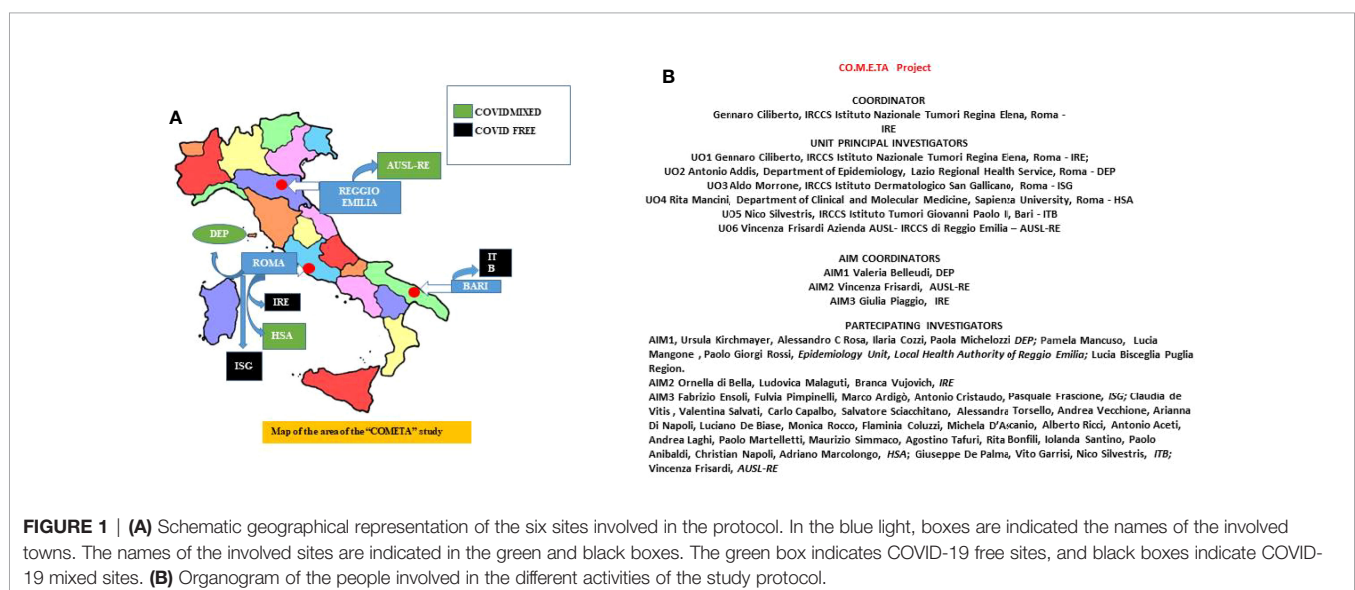 A
COVIDMIXED
COVID FREE
AUSL-RE
REGGIO
EMILIA
DEP
ROMA
IT
B
BARI
IRE
HSA
ISG
Map of the area of the “COMETA” study
B
CO.M.E.TA Project
COORDINATOR
Gennaro Ciliberto, IRCCS Istituto Nazionale Tumori Regina Elena, Roma -
IRE
UNIT PRINCIPAL INVESTIGATORS
UO1 Gennaro Ciliberto, IRCCS Istituto Nazionale Tumori Regina Elena, Roma - IRE;
UO2 Antonio Addis, Department of Epidemiology, Lazio Regional Health Service, Roma - DEP
UO3 Aldo Morrone, IRCCS Istituto Dermatologico San Gallicano, Roma - ISG
UO4 Rita Mancini, Department of Clinical and Molecular Medicine, Sapienza University, Roma - HSA
UO5 Nico Silvestris, IRCCS Istituto Tumori Giovanni Paolo II, Bari - ITB
UO6 Vincenza Frisardi Azienda AUSL- IRCCS di Reggio Emilia – AUSL-RE
AIM COORDINATORS
AIM1 Valeria Belleudi, DEP
AIM2 Vincenza Frisardi, AUSL-RE
AIM3 Giulia Piaggio, IRE
PARTECIPATING INVESTIGATORS
AIM1, Ursula Kirchmayer, Alessandro C Rosa, Ilaria Cozzi, Paola Michelozzi DEP; Pamela Mancuso, Lucia
Mangone , Paolo Giorgi Rossi, Epidemiology Unit, Local Health Authority of Reggio Emilia; Lucia Bisceglia Puglia
Region.
AIM2 Ornella di Bella, Ludovica Malaguti, Branca Vujovich, IRE
AIM3 Fabrizio Ensoli, Fulvia Pimpinelli, Marco Ardigò, Antonio Cristaudo, Pasquale Frascione, ISG; Claudia de
Vitis , Valentina Salvati, Carlo Capalbo, Salvatore Sciacchitano, Alessandra Torsello, Andrea Vecchione, Arianna
Di Napoli, Luciano De Biase, Monica Rocco, Flaminia Coluzzi, Michela D’Ascanio, Alberto Ricci, Antonio Aceti,
Andrea Laghi, Paolo Martelletti, Maurizio Simmaco, Agostino Tafuri, Rita Bonfili, Iolanda Santino, Paolo
Anibaldi, Christian Napoli, Adriano Marcolongo, HSA; Giuseppe De Palma, Vito Garrisi, Nico Silvestris, ITB;
Vincenza Frisardi, AUSL-RE
FIGURE 1 | (A) Schematic geographical representation of the six sites involved in the protocol. In the blue light, boxes are indicated the names of the involved
towns. The names of the involved sites are indicated in the green and black boxes. The green box indicates COVID-19 free sites, and black boxes indicate COVID-
19 mixed sites. (B) Organogram of the people involved in the different activities of the study protocol.